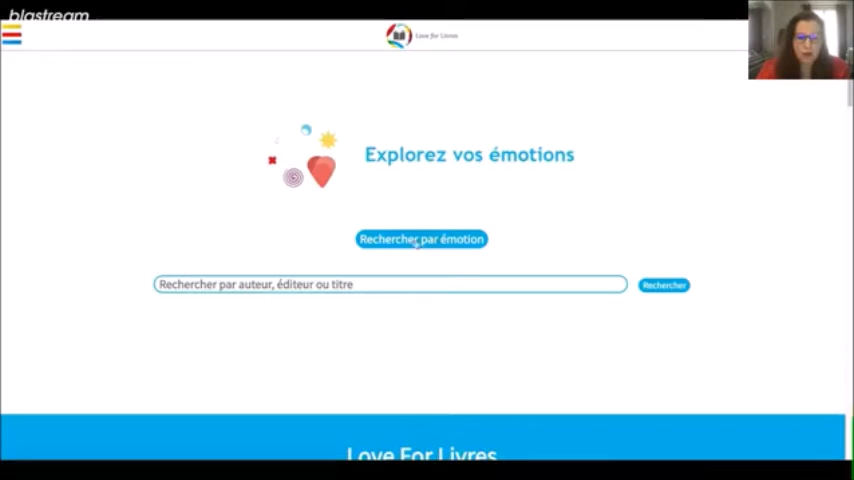 blastream
Love for Livres
Explorez vos émotions
Rechercher par émotion
Rechercher par auteur, éditeur ou titre
Rechercher
Love For Livres